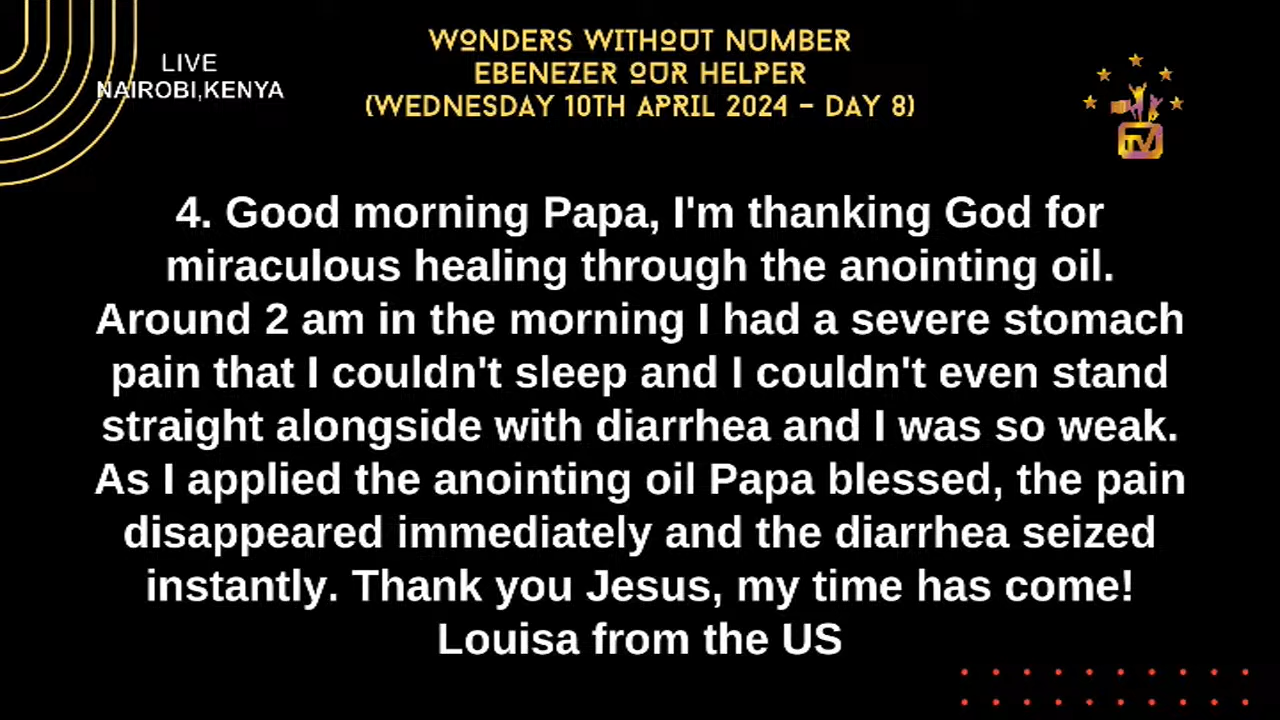 WONDERS WITHOUT NUMBER
EBENEZER OUR HELPER
(WEDNESDAY 10TH APRIL 2024 - DAY 8)
LIVE
NAIROBI,KENYA
TV
4. Good morning Papa, I'm thanking God for
miraculous healing through the anointing oil.
Around 2 am in the morning I had a severe stomach
pain that I couldn't sleep and I couldn't even stand
straight alongside with diarrhea and I was so weak.
As I applied the anointing oil Papa blessed, the pain
disappeared immediately and the diarrhea seized
instantly. Thank you Jesus, my time has come!
Louisa from the US